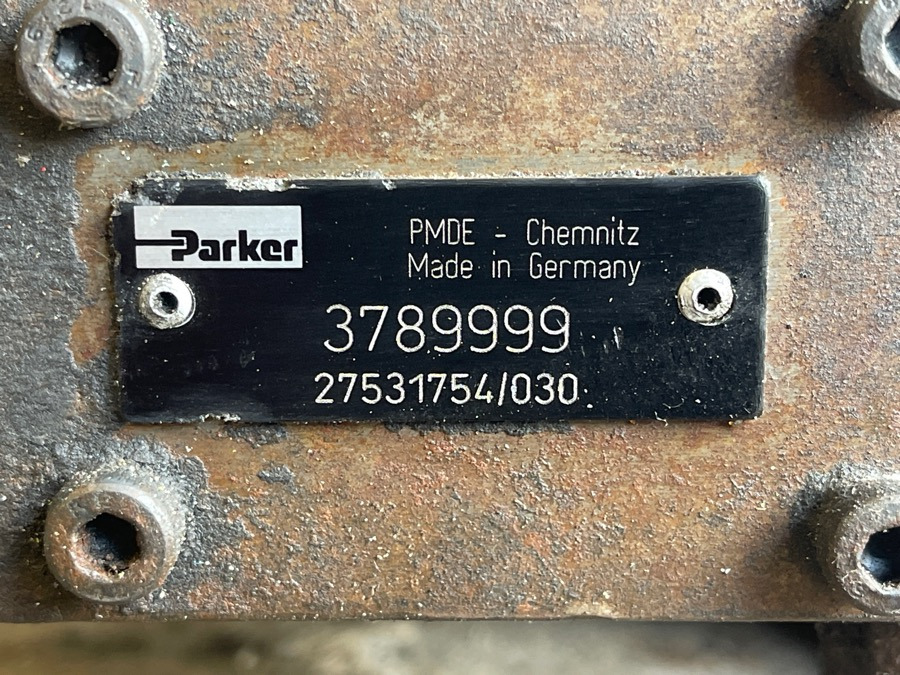 Parker
PMDE - Chemnitz
Made in Germany
3789999
27531754/030